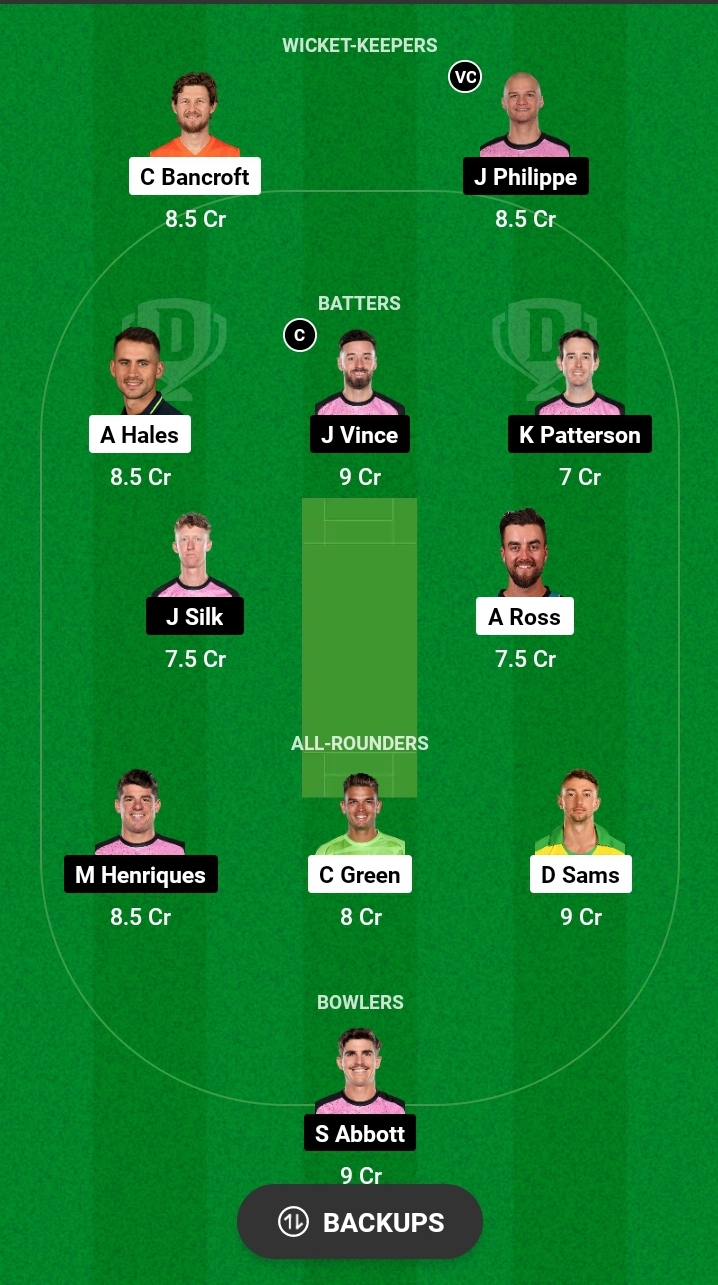 WICKET-KEEPERS
VC
C Bancroft
J Philippe
8.5 Cr
8.5 Cr
BATTERS
C
A Hales
J Vince
K Patterson
8.5 Cr
9 Cr
7 Cr
J Silk
A Ross
7.5 Cr
7.5 Cr
ALL-ROUNDERS
M Henriques
C Green
D Sams
8.5 Cr
8 Cr
9 Cr
BOWLERS
S Abbott
9 Cr
BACKUPS